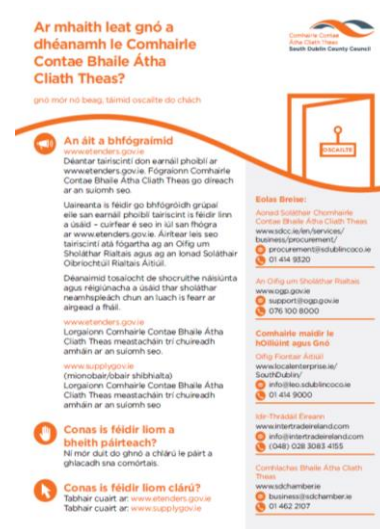 Ar mhaith leat gnó a
dhéanamh le Comhairle
Contae Bhaile Átha
Cliath Theas?
gnó mór nó beag, táimid oscailte do chách
Comhairle Contae
Átha Cliath Theas
South Dublin County Council
OSCAILTE
An áit a bhfógraímid
www.etenders.gov.ie
Déantar tairiscintí don earnáil phoiblí ar
www.etenders.gov.ie. Fógraíonn Comhairle
Contae Bhaile Átha Cliath Theas go díreach
ar an suíomh seo.
Uaireanta is féidir go bhfógróidh grúpaí
eile san earnáil phoiblí tairiscint is féidir linn
a úsáid – cuirfear é seo in iúl san fhógra
ar www.etenders.gov.ie. Áirítear leis seo
tairiscintí atá fógartha ag an Oifig um
Sholáthar Rialtais agus ag an Ionad Soláthair
Oibríochtúil Rialtais Áitiúil.
Déanaimid tosaíocht de shocruithe náisiúnta
agus réigiúnacha a úsáid thar sholáthar
neamhspleách chun an luach is fearr ar
airgead a fháil.
www.etenders.gov.ie
Lorgaíonn Comhairle Contae Bhaile Átha
Cliath Theas meastacháin trí chuireadh
amháin ar an suíomh seo.
www.supplygov.ie
(mionobair/obair shibhialta)
Lorgaíonn Comhairle Contae Bhaile Átha
Cliath Theas meastacháin trí chuireadh
amháin ar an suíomh seo
Conas is féidir liom a
bheith páirteach?
Ní mór duit do ghnó a chlárú le páirt a
ghlacadh sna comórtais.
Conas is féidir liom clárú?
Tabhair cuairt ar: www.etenders.gov.ie
Tabhair cuairt ar: www.supplygov.ie
Eolas Breise:
Aonad Soláthair Chomhairle
Contae Bhaile Átha Cliath Theas
www.sdcc.ie/en/services/
business/procurement/
procurement@sdublincoco.ie
01 414 9320
An Oifig um Sholáthar Rialtais
www.ogp.gov.ie
support@ogp.gov.ie
076 100 8000
Comhairle maidir le
hOiliúint agus Gnó
Oifig Fiontair Áitiúil
www.localenterprise.ie/
SouthDublin/
info@leo.sdublincoco.ie
01 414 9000
Idir-Thrádáil Éireann
www.intertradeireland.com
info@intertradeireland.com
(048) 028 3083 4155
Comhlachas Bhaile Átha Cliath
Theas
www.sdchamber.ie
business@sdchamber.ie
01 462 2107